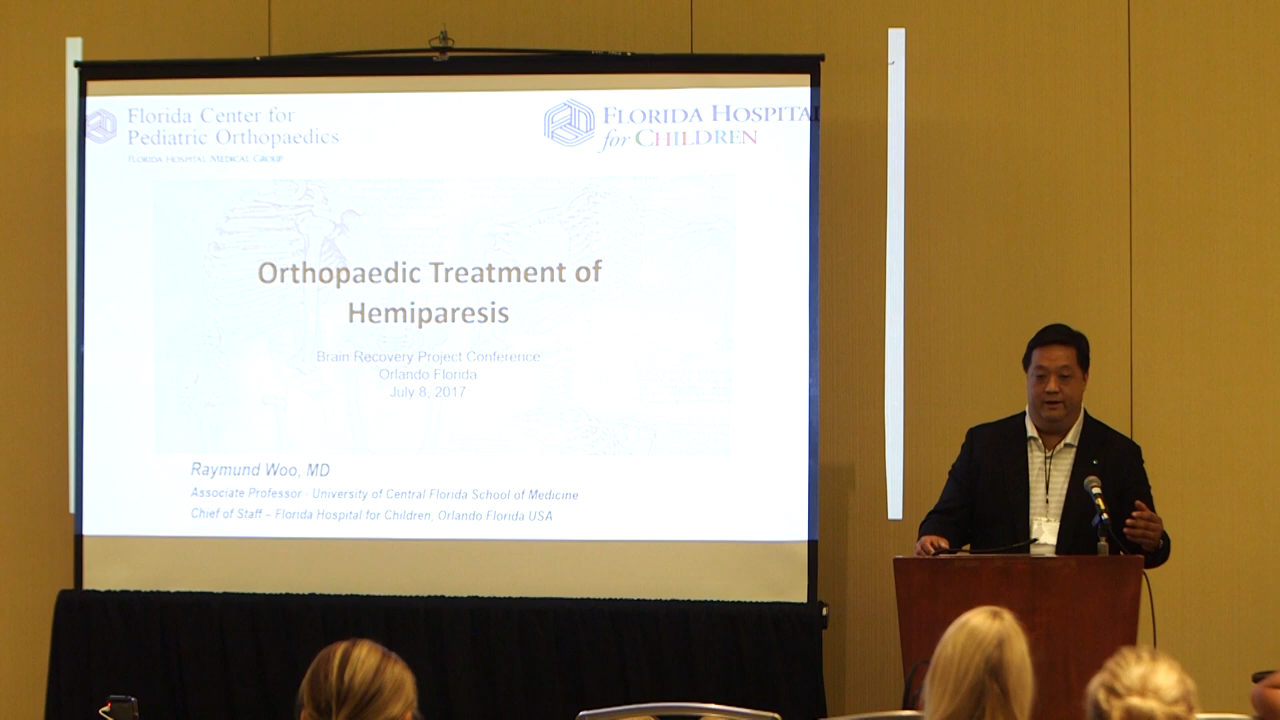 Florida Center for
Pediatric Orthopaedics
FLORIDA HOSPITAL MEDICAL GROUP
FLORIDA HOSPITAL
for CHILDREN
Orthopaedic Treatment of
Hemiparesis
Brain Recovery Project Conference
Orlando Florida
July 8, 2017
Raymund Woo, MD
Associate Professor - University of Central Florida School of Medicine
Chief of Staff – Florida Hospital for Children, Orlando Florida USA